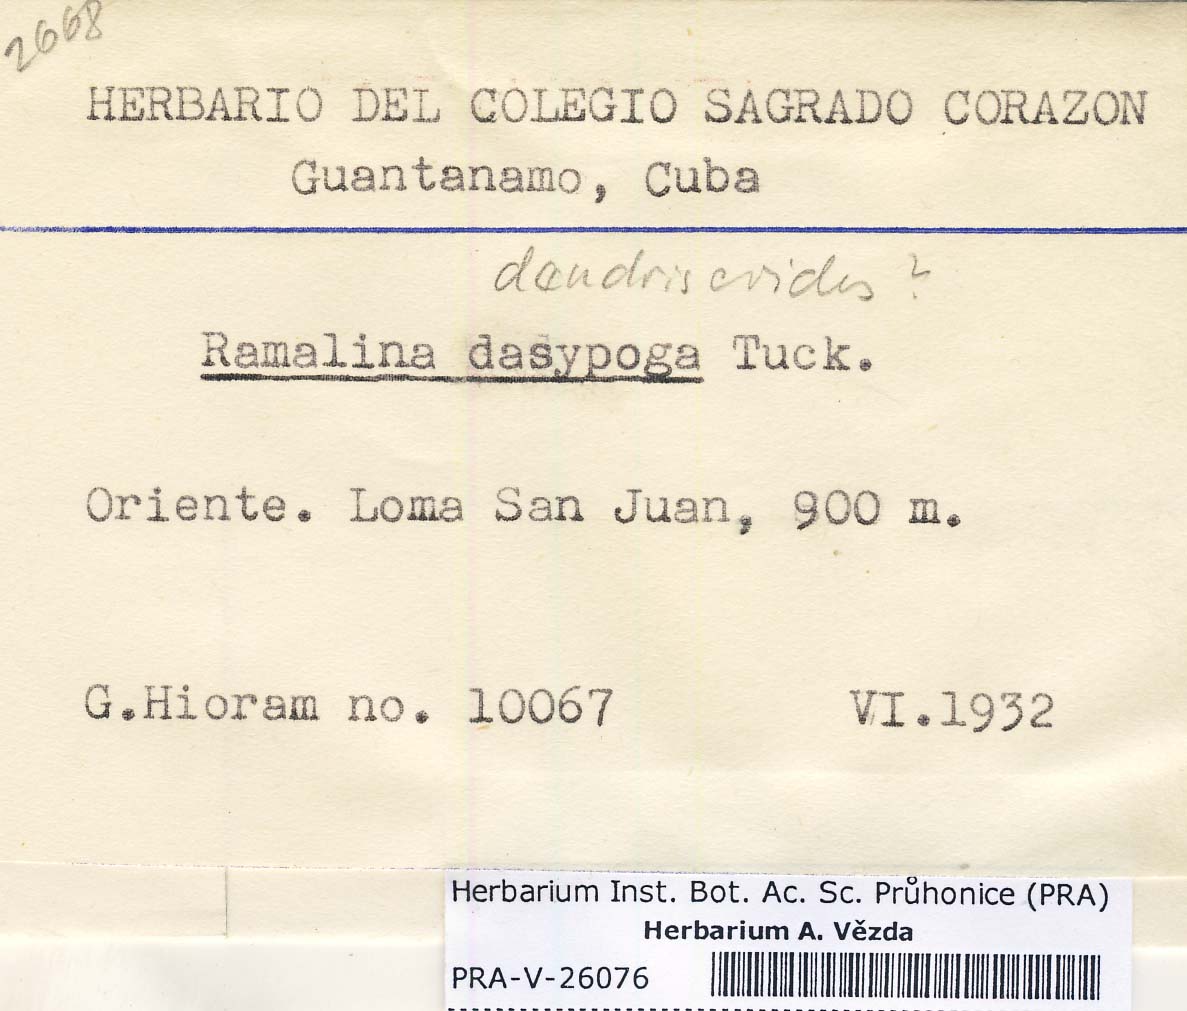 2668
HERBARIO DEL COLEGIO SAGRADO CORAZON
Guantanamo, Cuba
dendriscoides ?
Ramalina dasypoga Tuck.
Oriente. Loma San Juan, 900 m.
G.Hioram no. 10067 VI.1932
Herbarium Inst. Bot. Ac. Sc. Průhonice (PRA)
Herbarium A. Vězda
PRA-V-26076